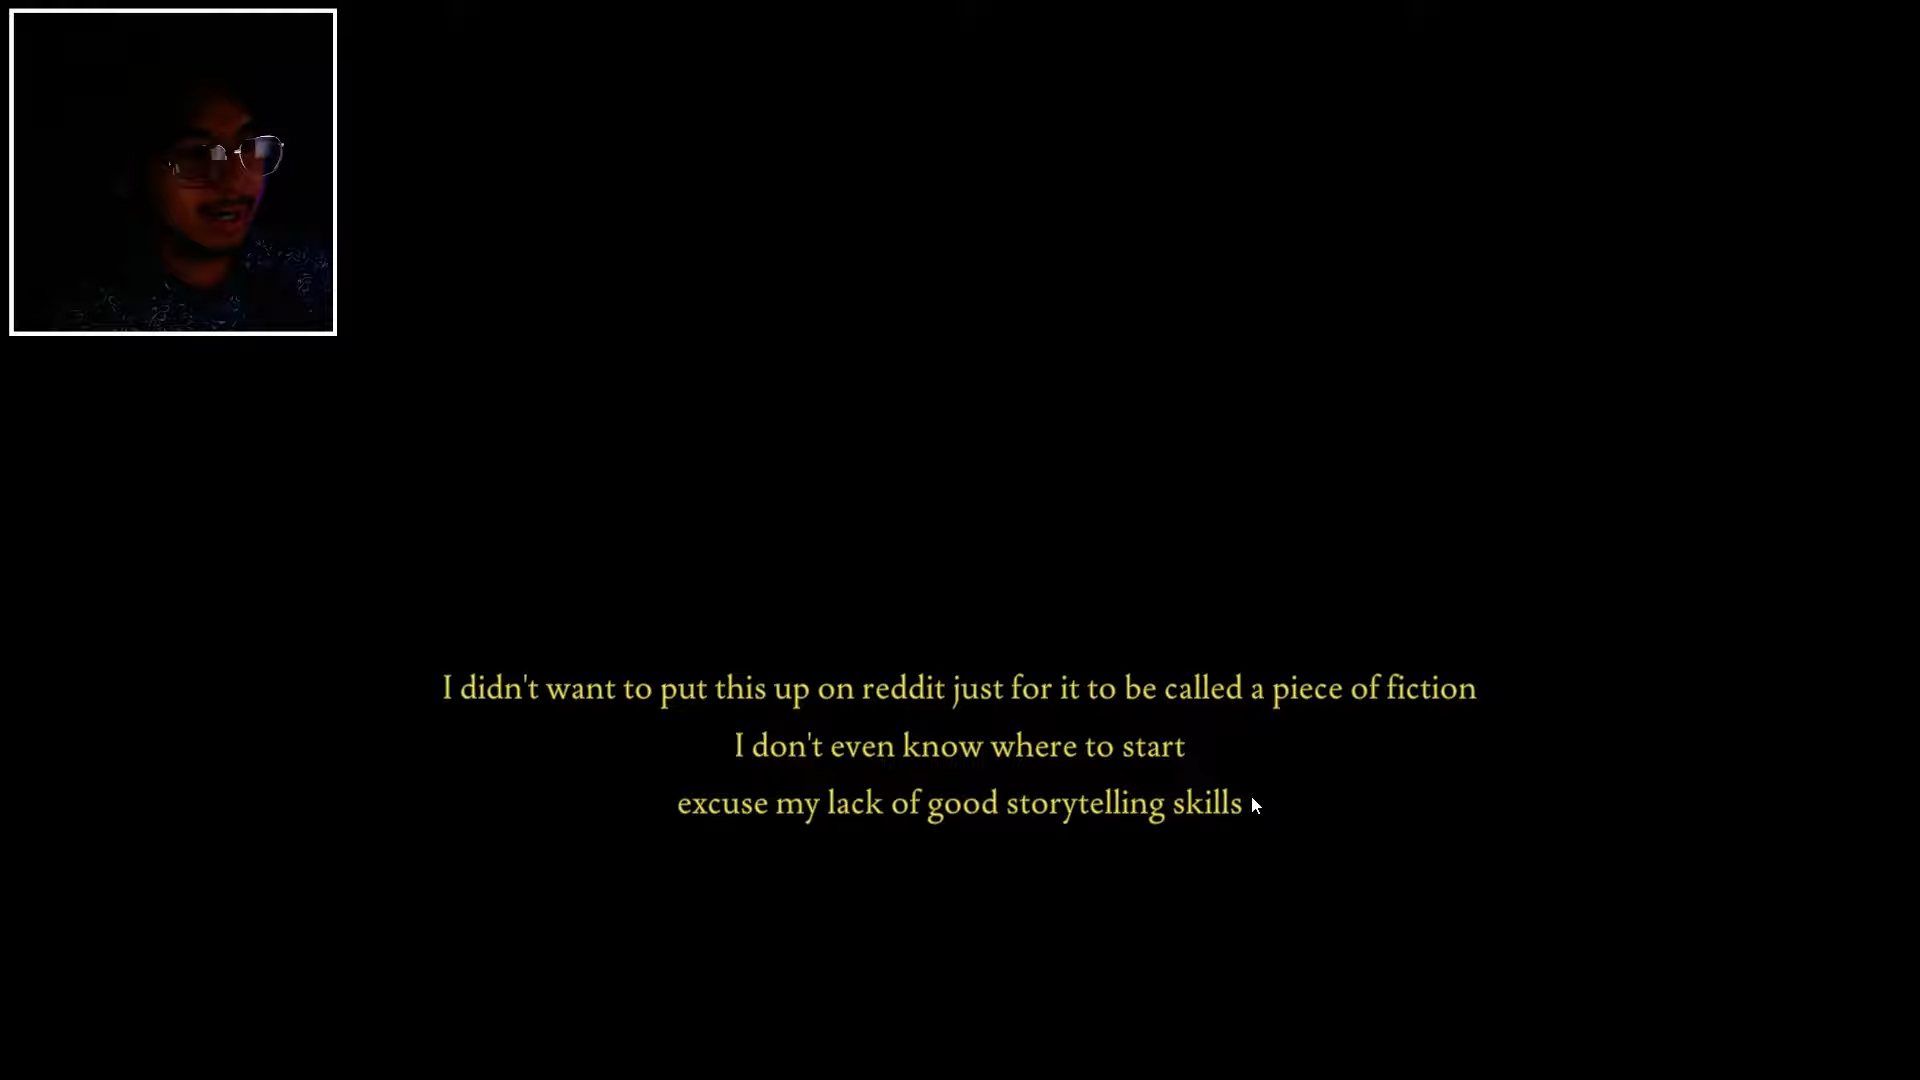 I didn't want to put this up on reddit just for it to be called a piece of fiction
I don't even know where to start
excuse my lack of good storytelling skills